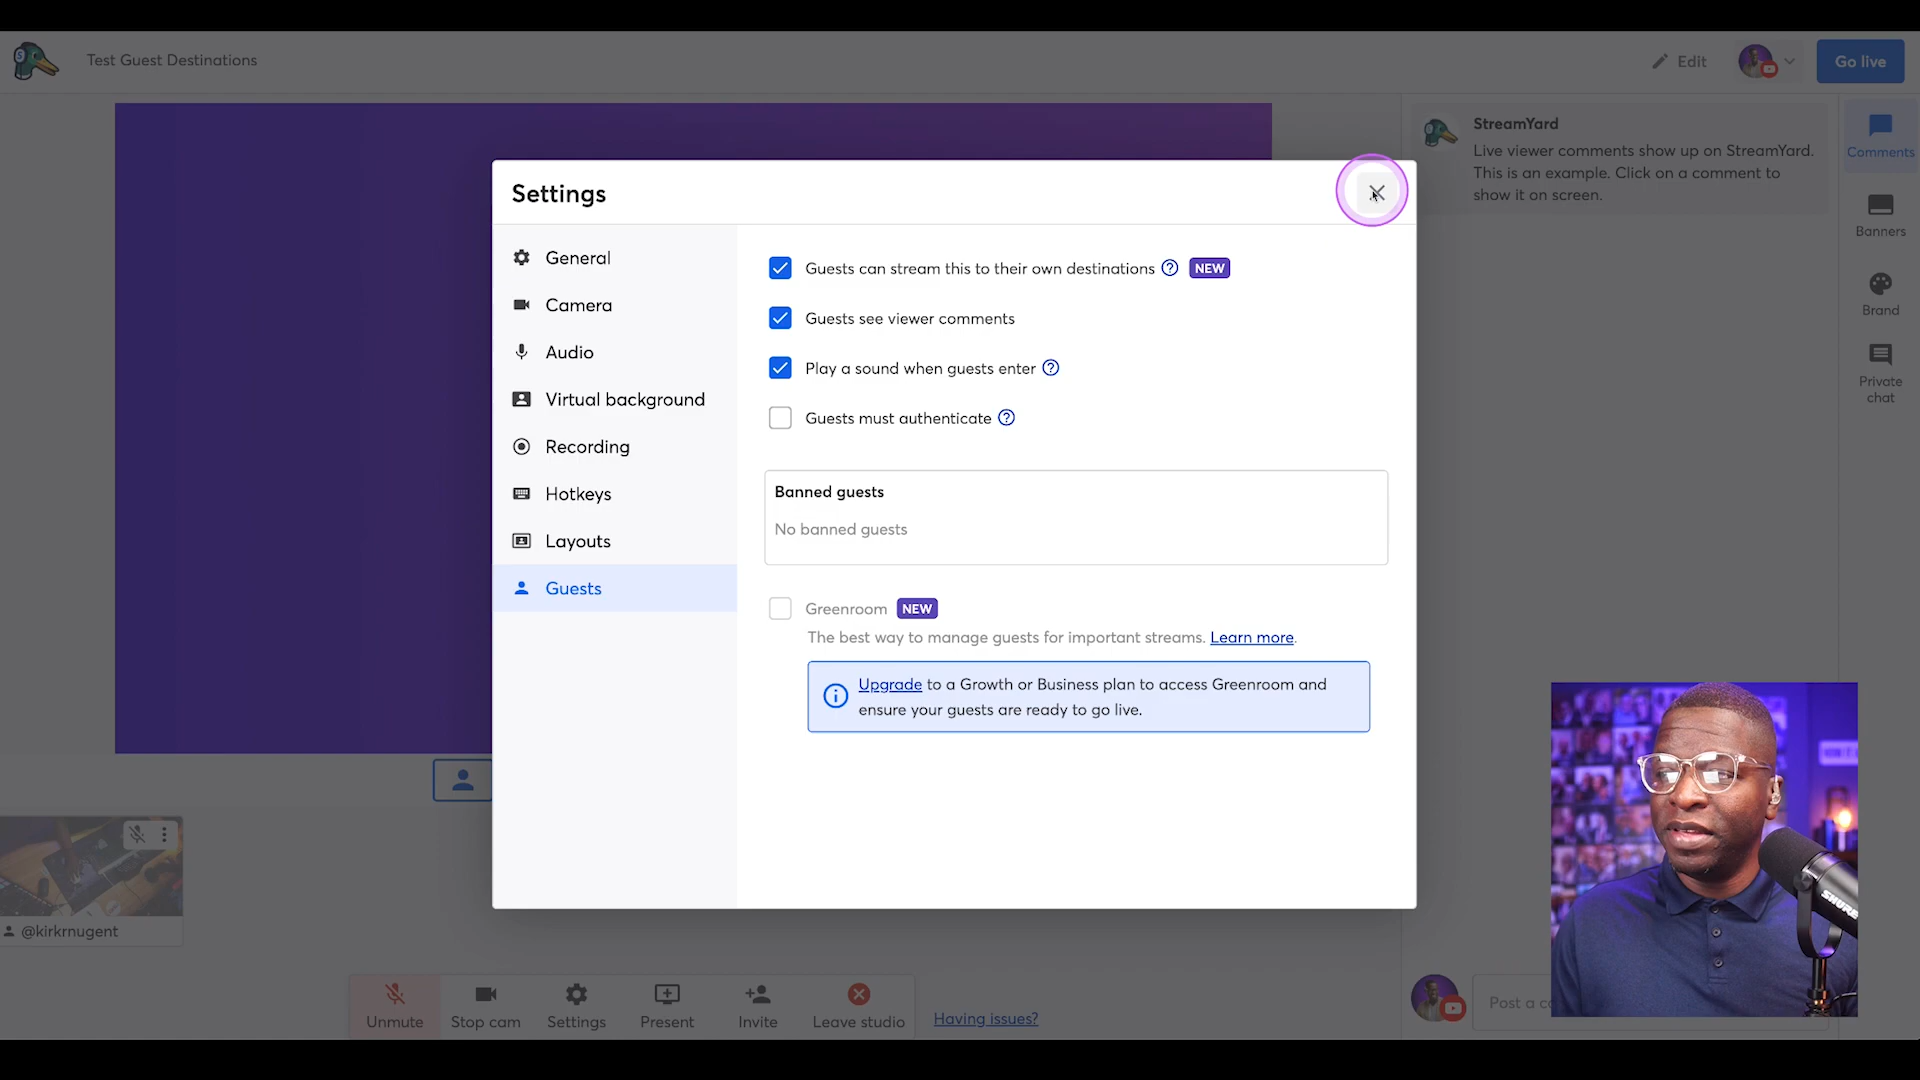 Test Guest Destinations
Edit
Go live
StreamYard
Live viewer comments show up on StreamYard.
This is an example. Click on a comment to
show it on screen.
Comments
Banners
Brand
Private
chat
Settings
General
Camera
Audio
Virtual background
Recording
Hotkeys
Layouts
Guests
Guests can stream this to their own destinations ? NEW
Guests see viewer comments
Play a sound when guests enter ?
Guests must authenticate ?
Banned guests
No banned guests
Greenroom NEW
The best way to manage guests for important streams. Learn more.
Upgrade to a Growth or Business plan to access Greenroom and
ensure your guests are ready to go live.
@kirkrnugent
Unmute
Stop cam
Settings
Present
Invite
Leave studio
Having issues?
Post a
SHURE